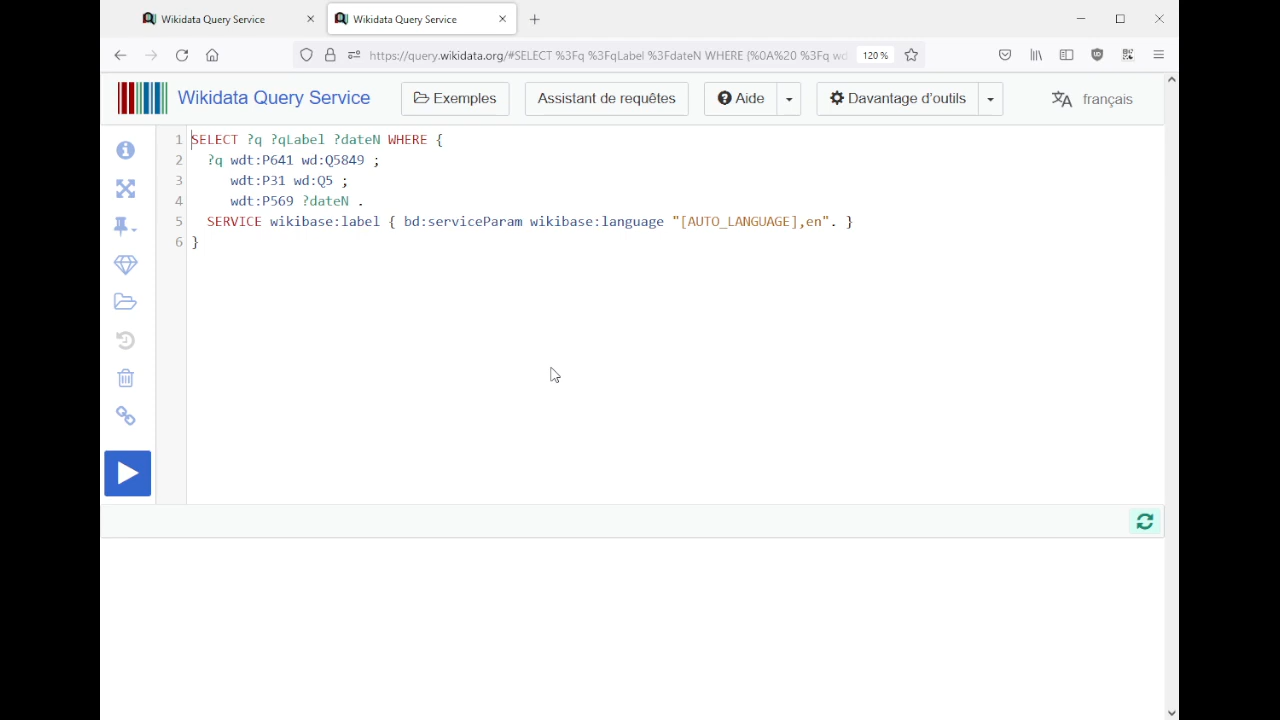 Wikidata Query Service
Wikidata Query Service
https://query.wikidata.org/#SELECT %3Fq %3FqLabel %3FdateN WHERE {%0A%20 %3Fq wd
120 %
Wikidata Query Service
Exemples
Assistant de requêtes
Aide
Davantage d'outils
français
1 SELECT ?q ?qLabel ?dateN WHERE {
2 ?q wdt:P641 wd:Q5849 ;
3 wdt:P31 wd:Q5 ;
4 wdt:P569 ?dateN .
5 SERVICE wikibase:label { bd:serviceParam wikibase:language "[AUTO_LANGUAGE],en". }
6 }